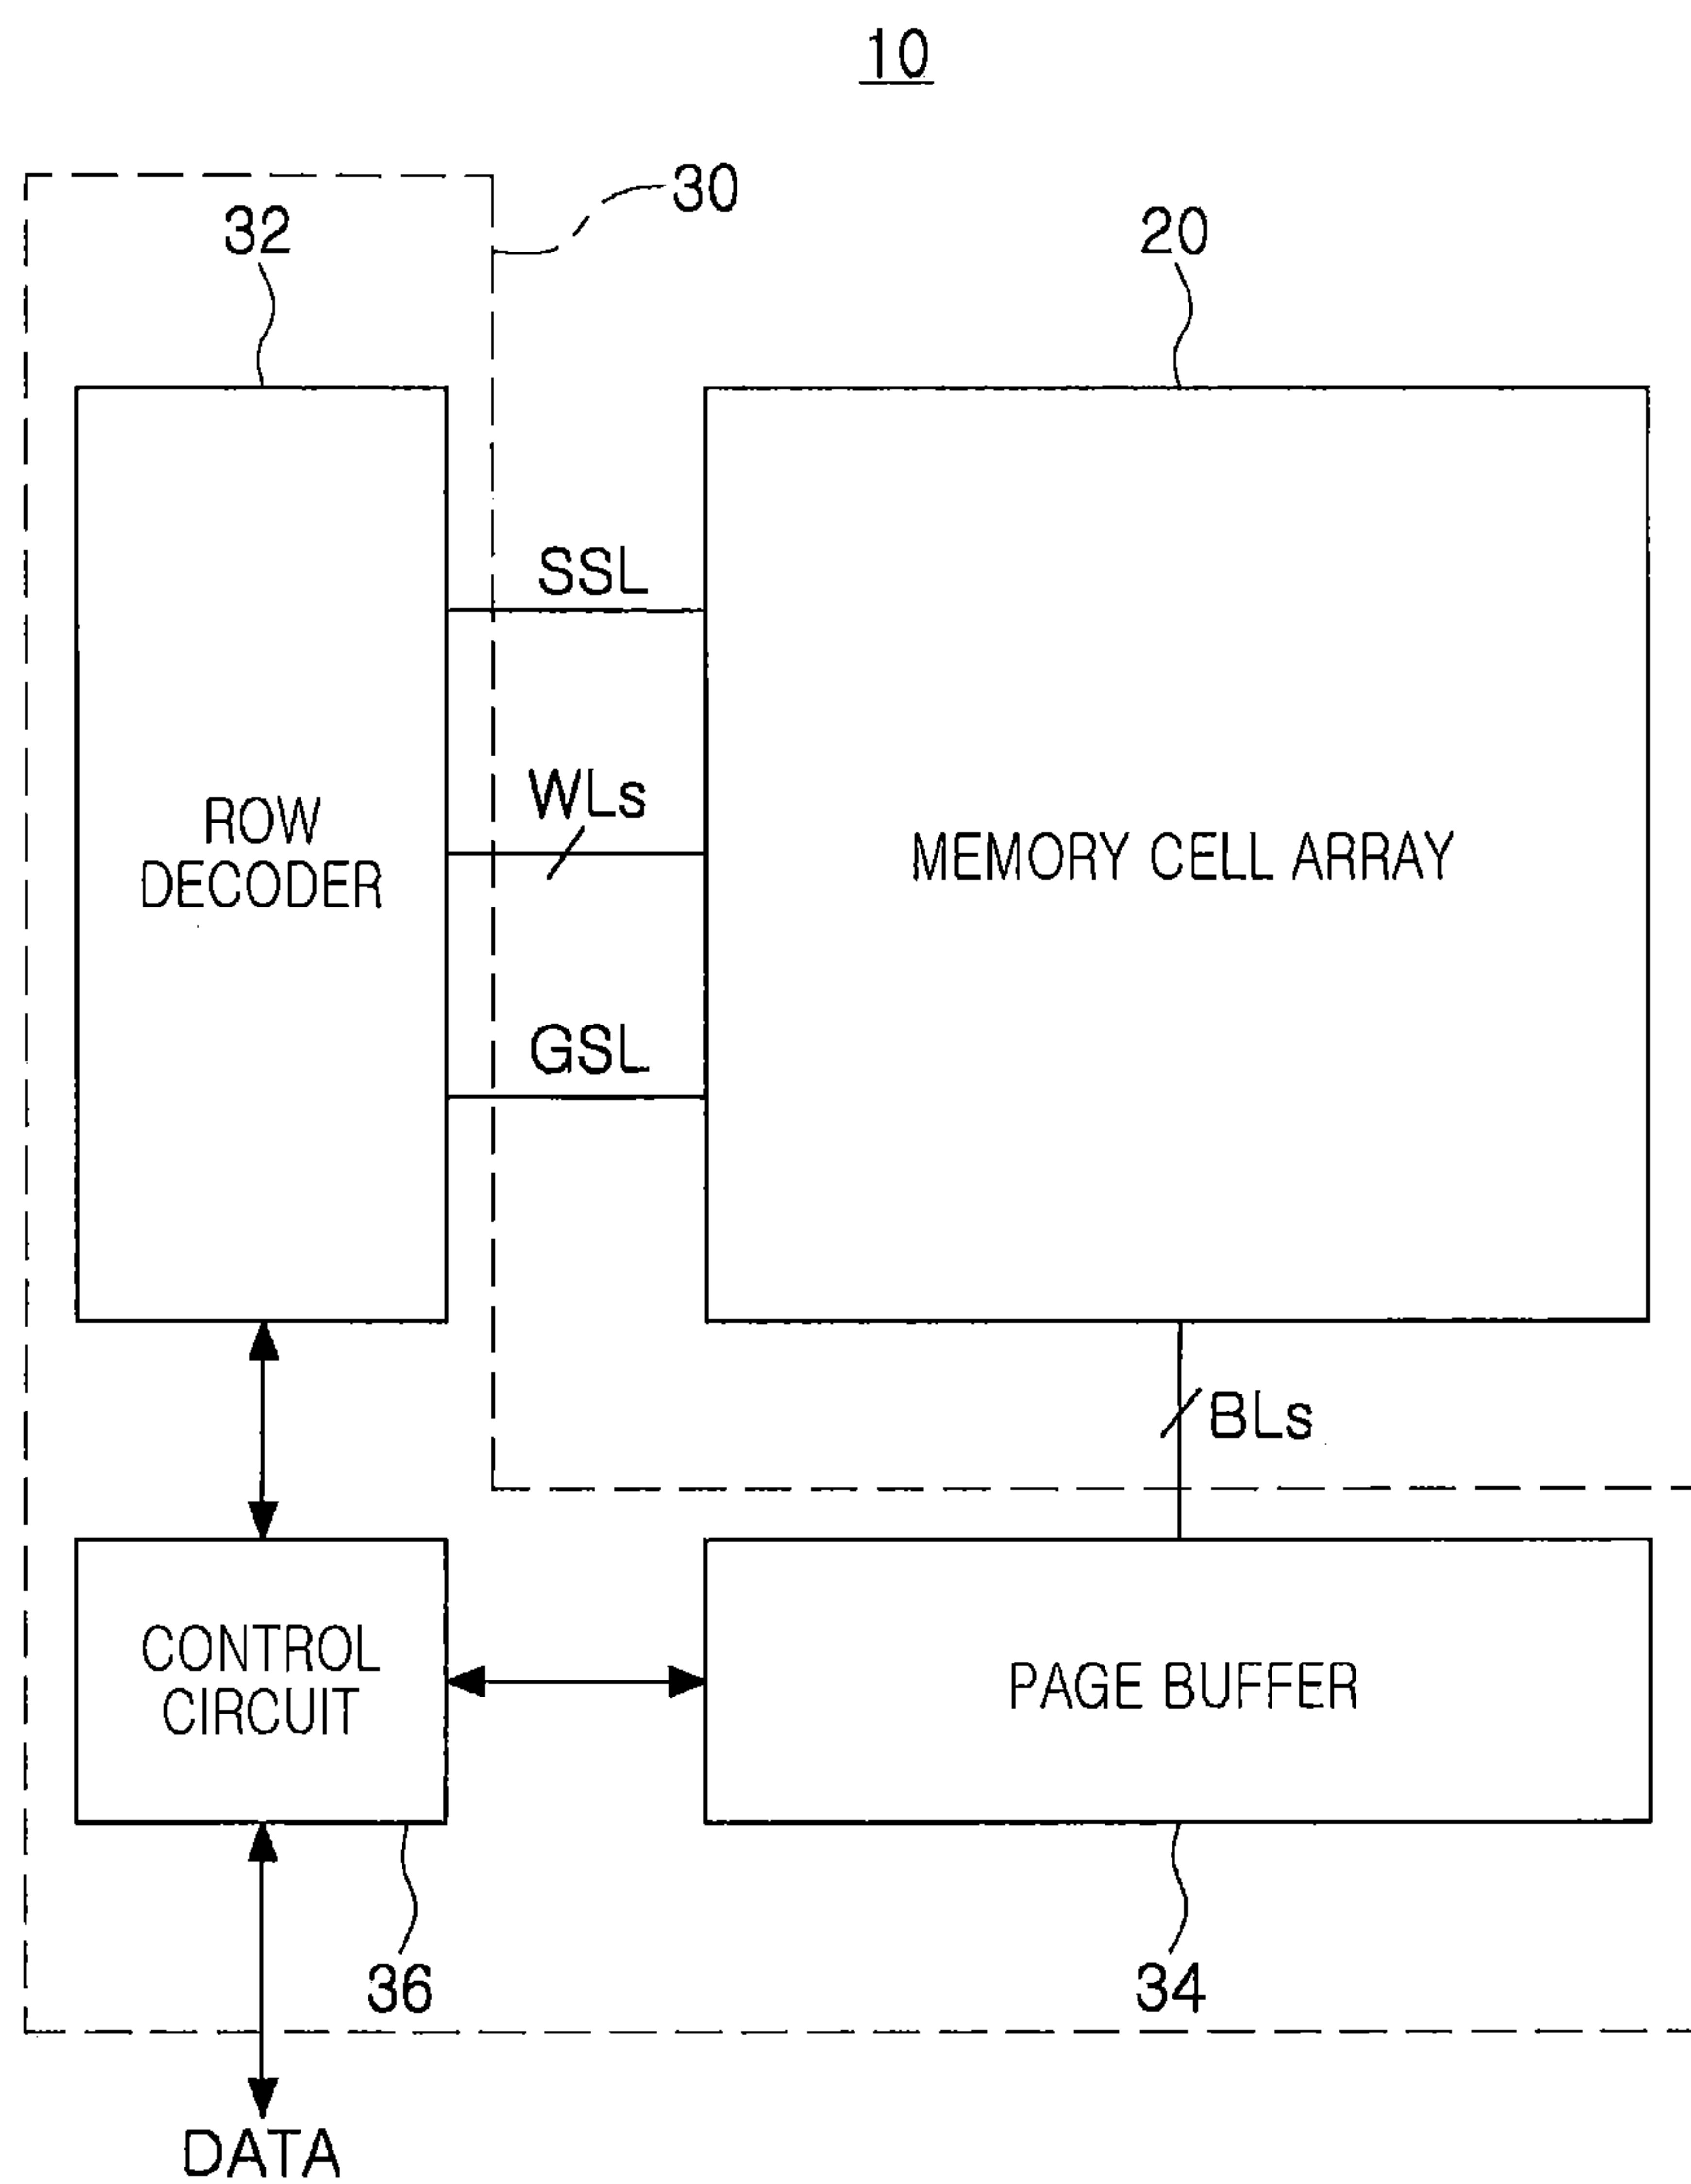 10
30
32
20
SSL
WLs
ROW
DECODER
MEMORY CELL ARRAY
GSL
BLs
CONTROL
CIRCUIT
PAGE BUFFER
36
34
DATA